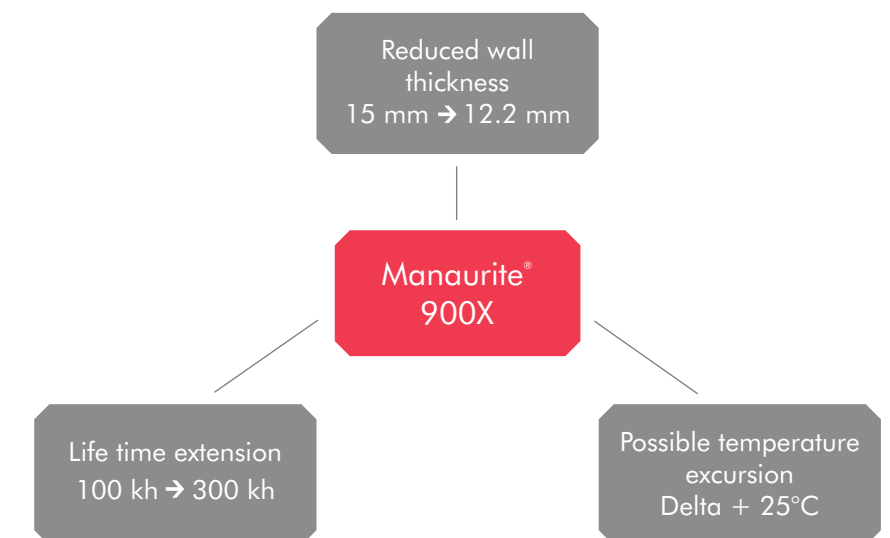 Reduced wall
thickness
15 mm → 12.2 mm
Manaurite®
900X
Life time extension
100 kh → 300 kh
Possible temperature
excursion
Delta + 25°C